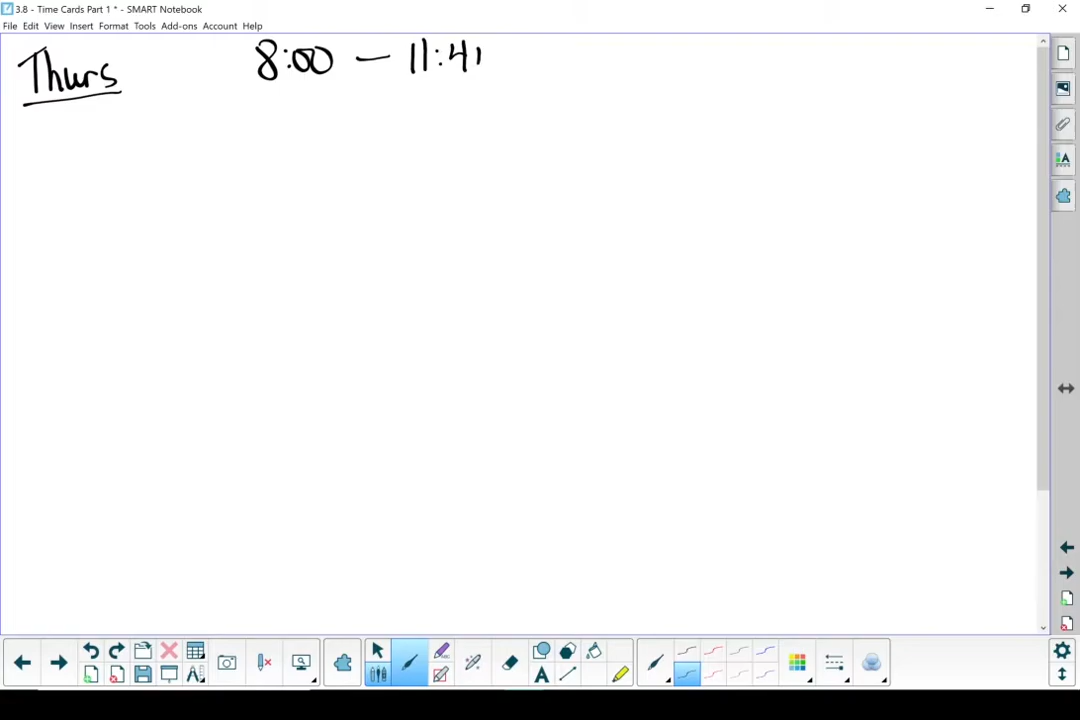 3.8 - Time Cards Part 1 * - SMART Notebook
File Edit View Insert Format Tools Add-ons Account Help
Thurs 8:00 — 11:41